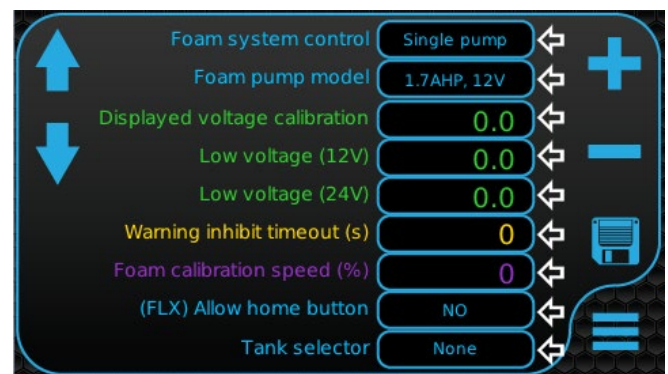 Foam system control Single pump
Foam pump model 1.7AHP, 12V
Displayed voltage calibration 0.0
Low voltage (12V) 0.0
Low voltage (24V) 0.0
Warning inhibit timeout (s) 0
Foam calibration speed (%) 0
(FLX) Allow home button NO
Tank selector None